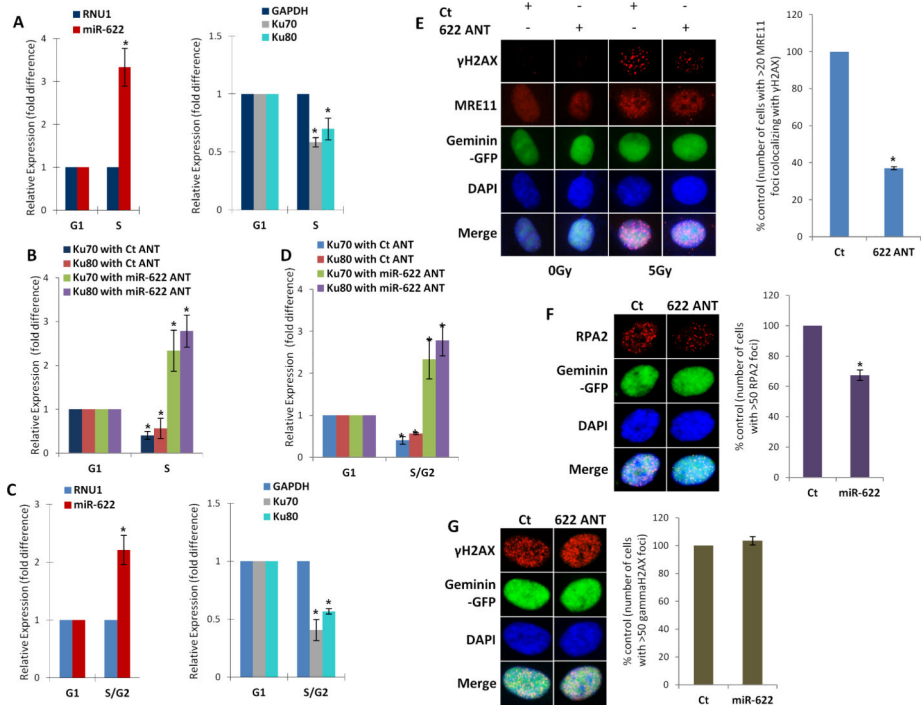 A
RNU1
miR-622
Relative Expression (fold difference)
4
3
2
1
0
*
G1
S
GAPDH
Ku70
Ku80
Relative Expression (fold difference)
1.5
1
0.5
0
*
*
G1
S
B
Ku70 with Ct ANT
Ku80 with Ct ANT
Ku70 with miR-622 ANT
Ku80 with miR-622 ANT
Relative Expression (fold difference)
4
3
2
1
0
*
*
*
*
G1
S
D
Ku70 with Ct ANT
Ku80 with Ct ANT
Ku70 with miR-622 ANT
Ku80 with miR-622 ANT
Relative Expression (fold difference)
4
3
2
1
0
*
*
*
*
G1
S/G2
C
RNU1
miR-622
Relative Expression (fold difference)
3
2
1
0
*
G1
S/G2
GAPDH
Ku70
Ku80
Relative Expression (fold difference)
1.5
1
0.5
0
*
*
G1
S/G2
E
Ct + - + -
622 ANT - + - +
γH2AX
MRE11
Geminin
-GFP
DAPI
Merge
0Gy
5Gy
% control (number of cells with >20 MRE11
foci colocalizing with γH2AX)
120
100
80
60
40
20
0
*
Ct
622 ANT
F
Ct
622 ANT
RPA2
Geminin
-GFP
DAPI
Merge
% control (number of cells
with >50 RPA2 foci)
120
100
80
60
40
20
0
*
Ct
miR-622
G
Ct
622 ANT
γH2AX
Geminin
-GFP
DAPI
Merge
% control (number of cells
with >50 gammaH2AX foci)
120
100
80
60
40
20
0
Ct
miR-622